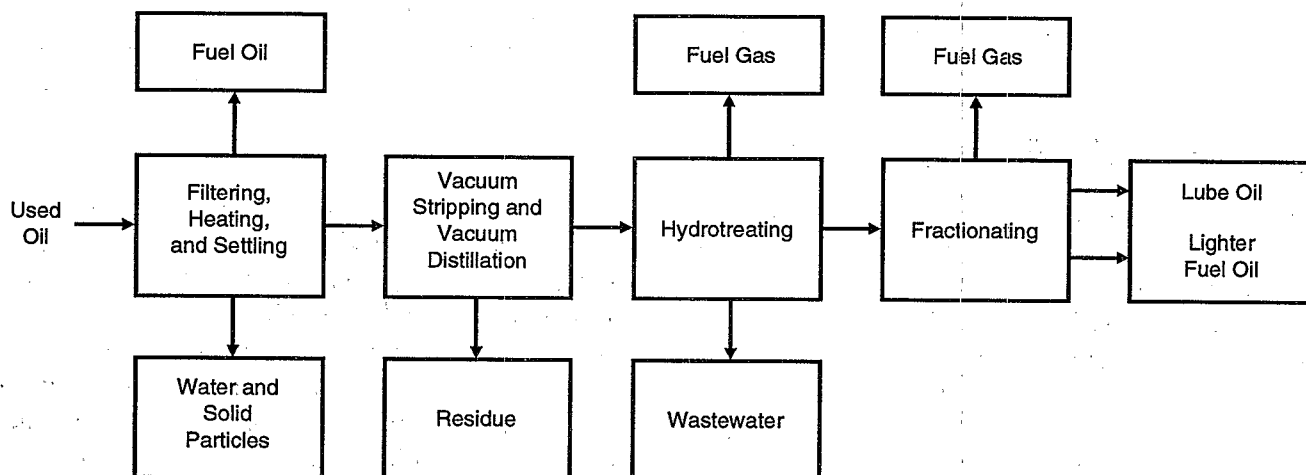 Fuel Oil
Fuel Gas
Fuel Gas
Used
Oil
Filtering,
Heating,
and Settling
Vacuum
Stripping and
Vacuum
Distillation
Hydrotreating
Fractionating
Lube Oil
Lighter
Fuel Oil
Water and
Solid
Particles
Residue
Wastewater